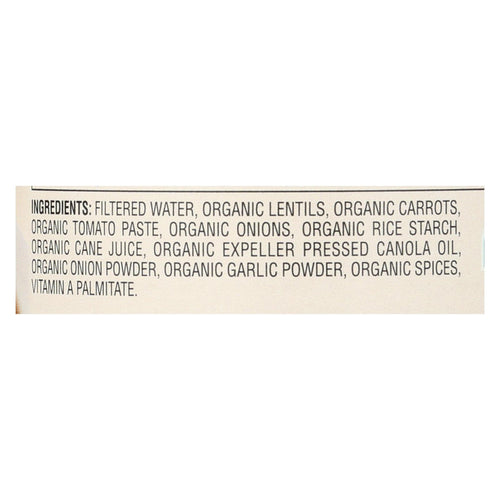 INGREDIENTS: FILTERED WATER, ORGANIC LENTILS, ORGANIC CARROTS,
ORGANIC TOMATO PASTE, ORGANIC ONIONS, ORGANIC RICE STARCH,
ORGANIC CANE JUICE, ORGANIC EXPELLER PRESSED CANOLA OIL,
ORGANIC ONION POWDER, ORGANIC GARLIC POWDER, ORGANIC SPICES,
VITAMIN A PALMITATE.